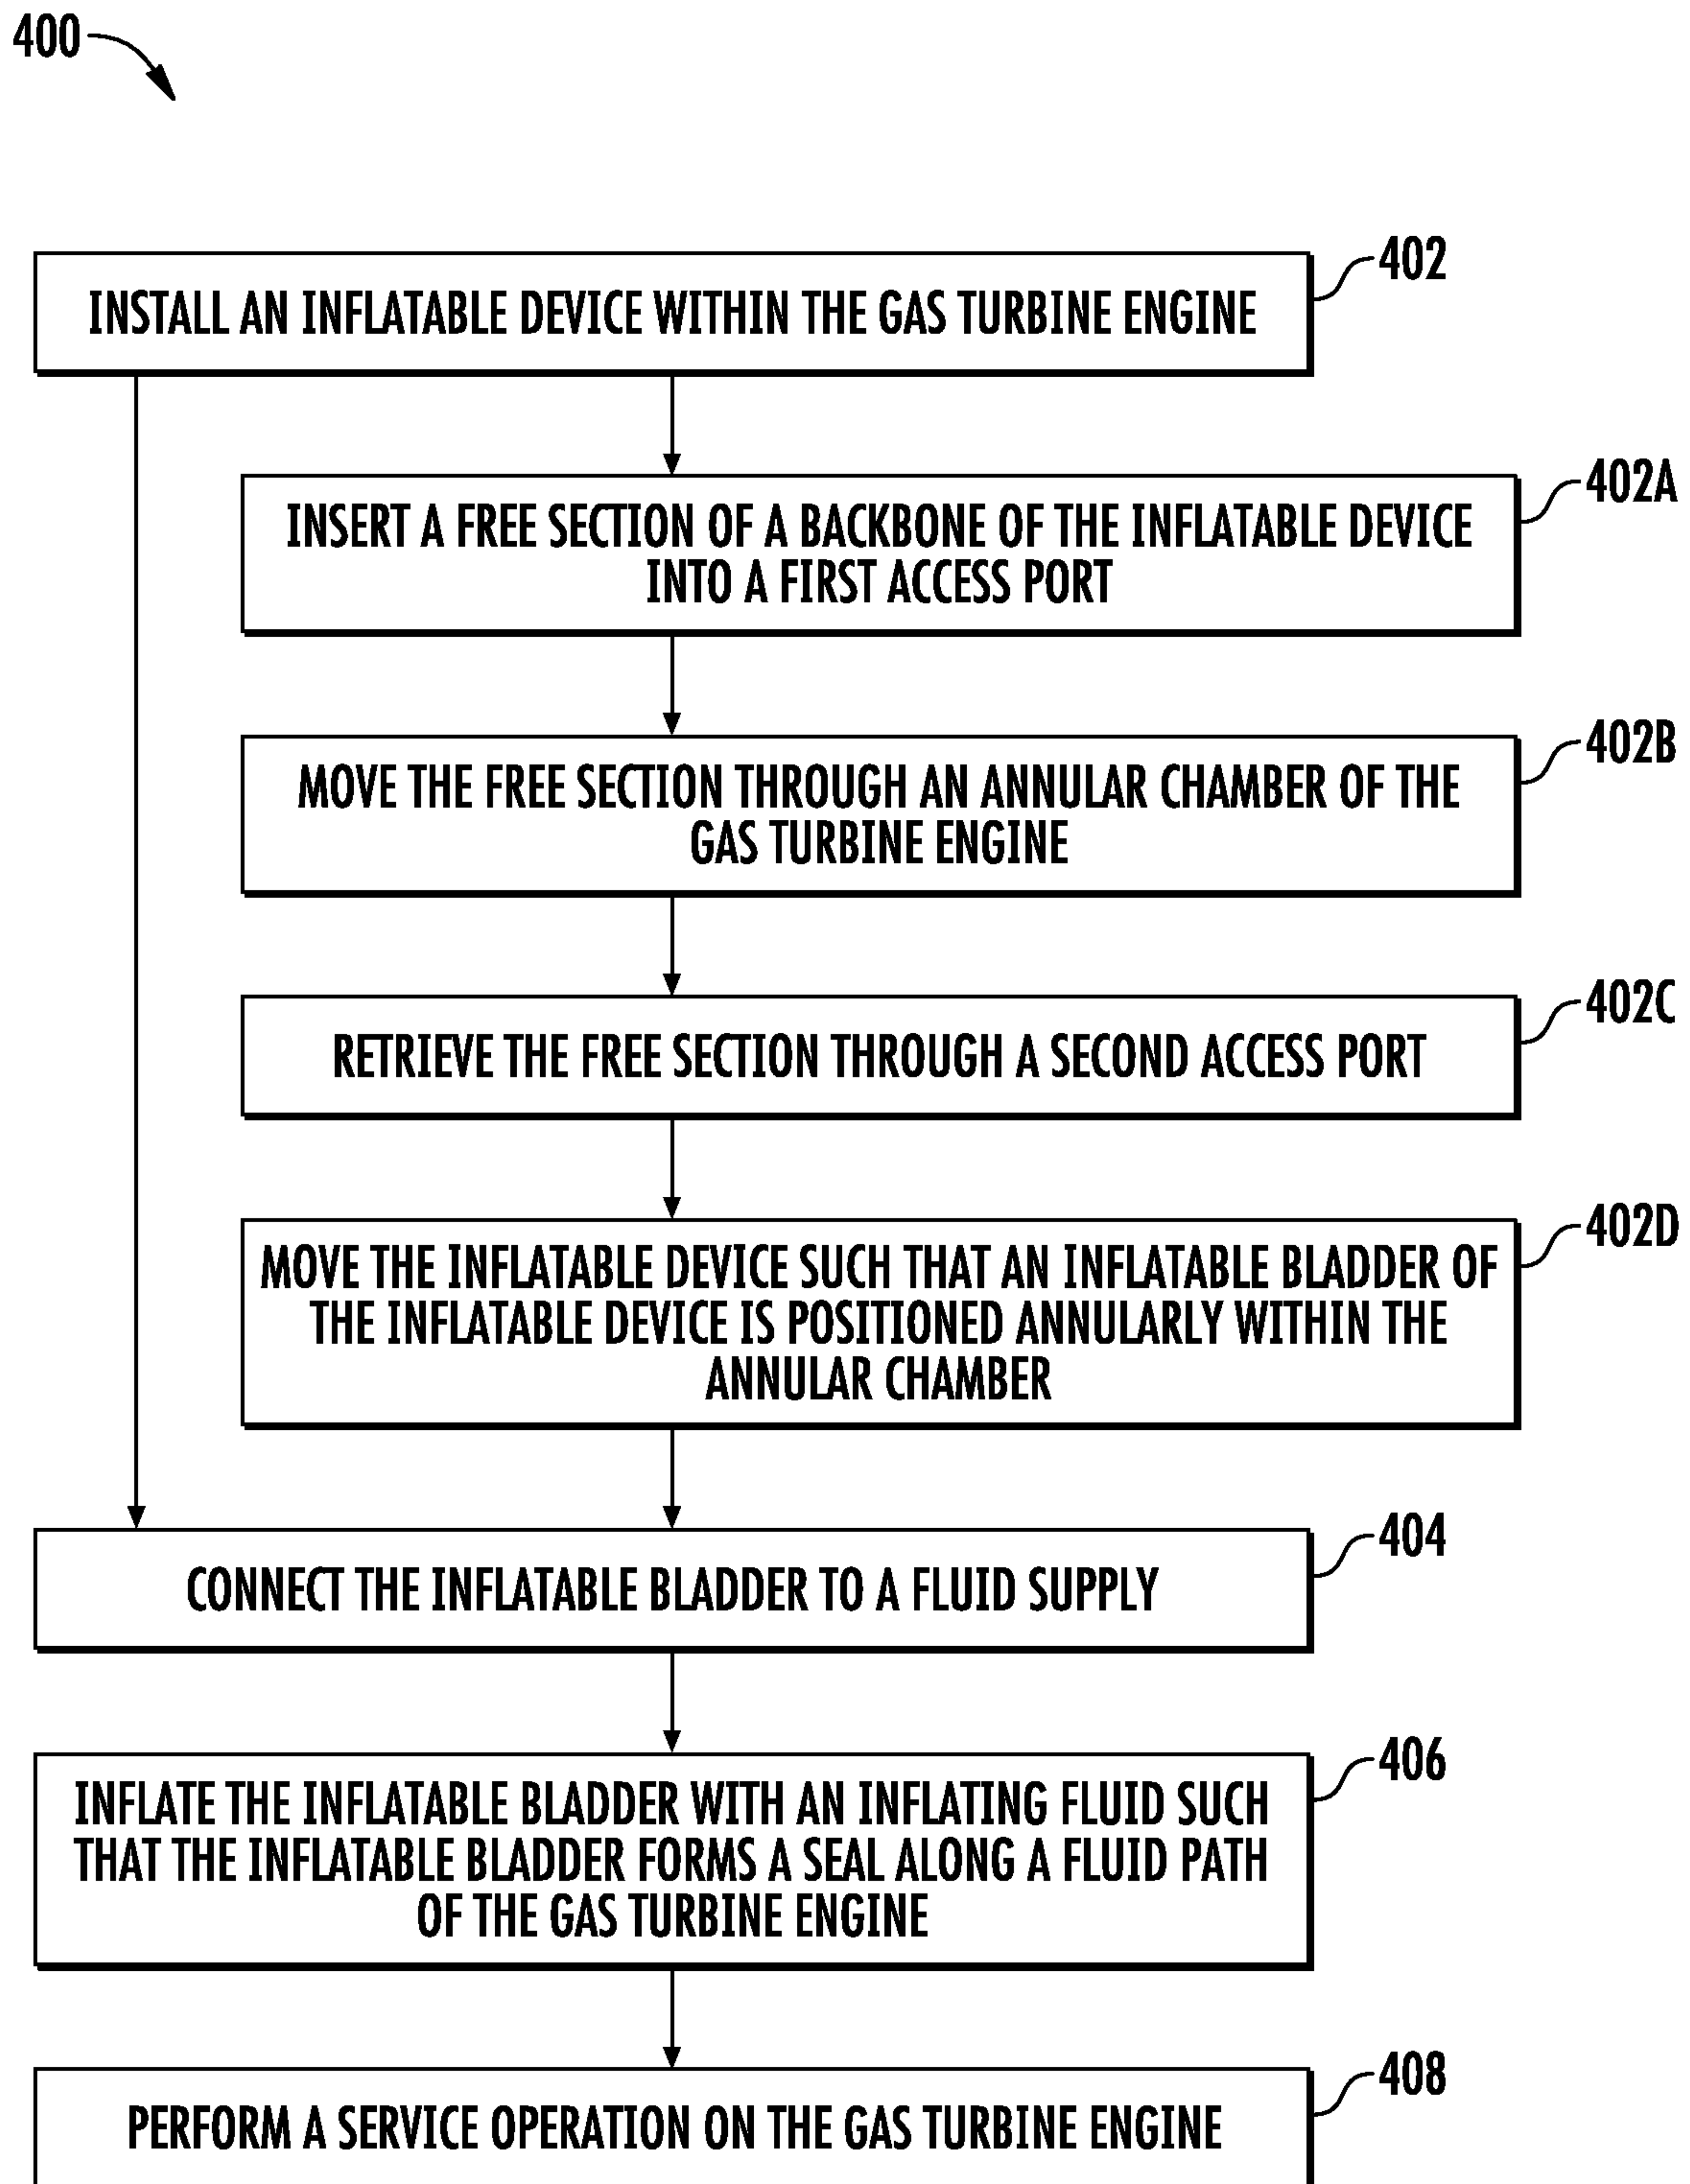 400
402
INSTALL AN INFLATABLE DEVICE WITHIN THE GAS TURBINE ENGINE
402A
INSERT A FREE SECTION OF A BACKBONE OF THE INFLATABLE DEVICE
INTO A FIRST ACCESS PORT
402B
MOVE THE FREE SECTION THROUGH AN ANNULAR CHAMBER OF THE
GAS TURBINE ENGINE
402C
RETRIEVE THE FREE SECTION THROUGH A SECOND ACCESS PORT
402D
MOVE THE INFLATABLE DEVICE SUCH THAT AN INFLATABLE BLADDER OF
THE INFLATABLE DEVICE IS POSITIONED ANNULARLY WITHIN THE
ANNULAR CHAMBER
404
CONNECT THE INFLATABLE BLADDER TO A FLUID SUPPLY
406
INFLATE THE INFLATABLE BLADDER WITH AN INFLATING FLUID SUCH
THAT THE INFLATABLE BLADDER FORMS A SEAL ALONG A FLUID PATH
OF THE GAS TURBINE ENGINE
408
PERFORM A SERVICE OPERATION ON THE GAS TURBINE ENGINE